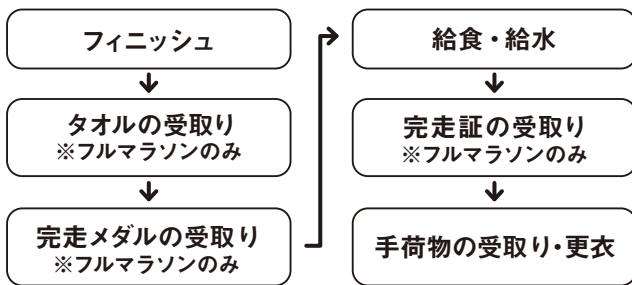 フィニッシュ
タオルの受取り
※フルマラソンのみ
完走メダルの受取り
※フルマラソンのみ
給食・給水
完走証の受取り
※フルマラソンのみ
手荷物の受取り・更衣